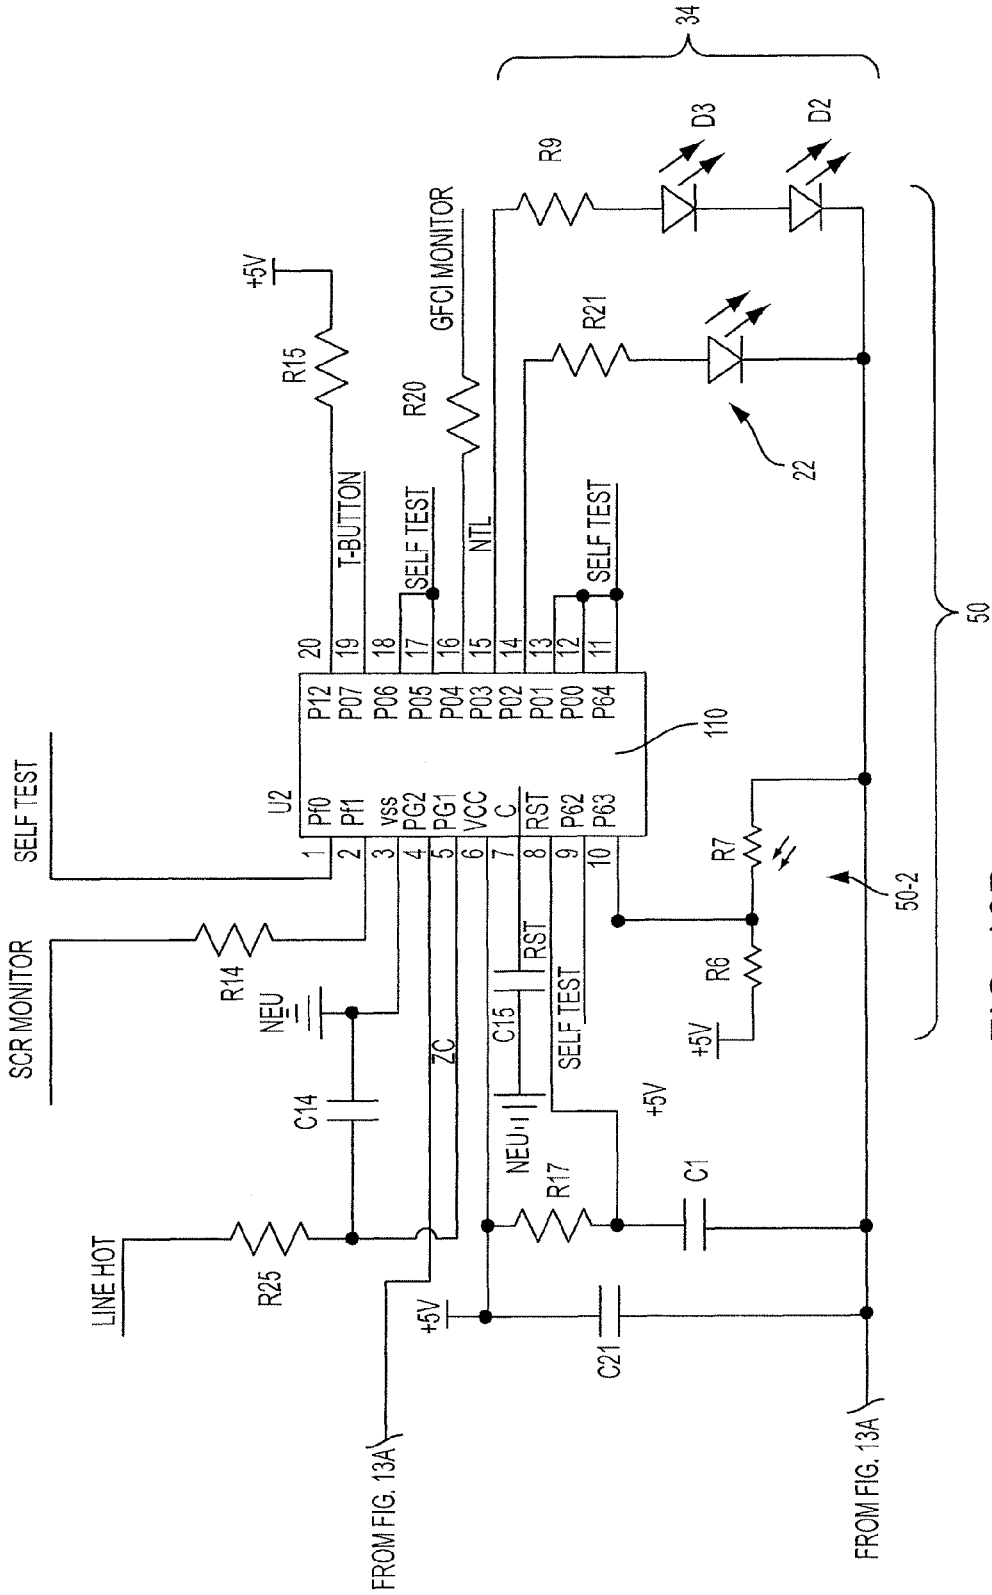 SCR MONITOR
SELF TEST
LINE HOT
R25
R14
NEU
C14
U2
+5V
R15
T-BUTTON
1 Pf0
2 Pf1
3 vss
4 PG2
5 PG1
6 VCC
7 C
8 RST
9 P62
10 P63
P12 20
P07 19
P06 18
P05 17
P04 16
P03 15
P02 14
P01 13
P00 12
P64 11
110
SELF TEST
R20
GFCI MONITOR
NTL
SELF TEST
ZC
C15
RST
NEU
SELF TEST
+5V
R17
C1
+5V
C21
FROM FIG. 13A
FROM FIG. 13A
+5V
R6
R7
50-2
R21
22
R9
D3
D2
34
50